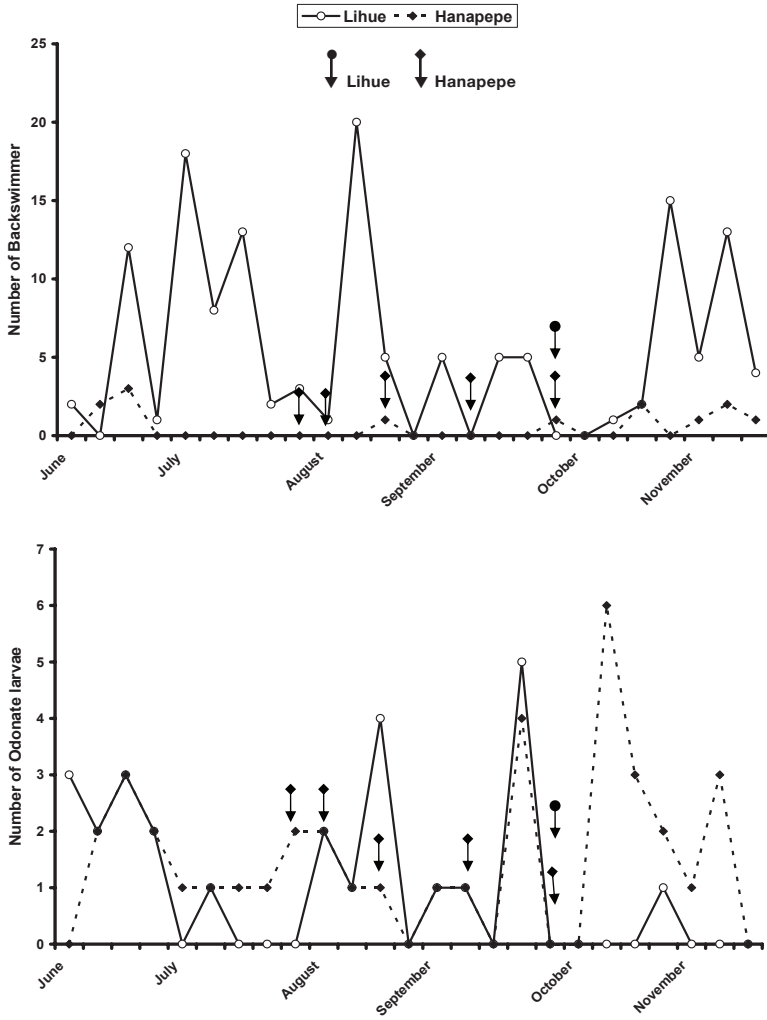 Lihue Hanapepe
Lihue Hanapepe
Number of Backswimmer
25
20
15
10
5
0
June July August September October November
Number of Odonate larvae
7
6
5
4
3
2
1
0
June July August September October November